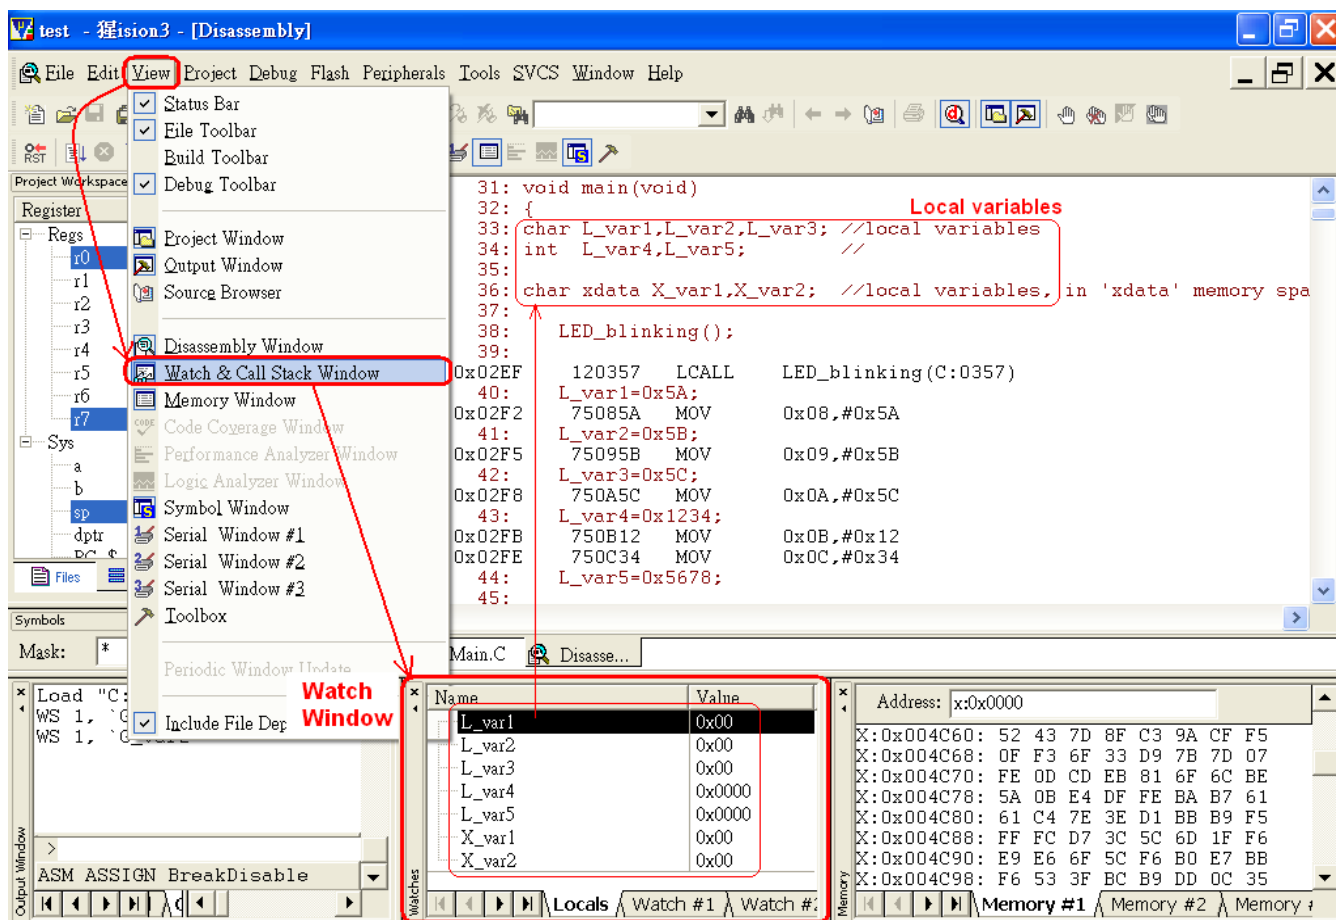 test - 猩ision3 - [Disassembly]
File Edit View Project Debug Flash Peripherals Tools SVCS Window Help
Status Bar
File Toolbar
Build Toolbar
Debug Toolbar
Project Window
Output Window
Source Browser
Disassembly Window
Watch & Call Stack Window
Memory Window
Code Coverage Window
Performance Analyzer Window
Logic Analyzer Window
Symbol Window
Serial Window #1
Serial Window #2
Serial Window #3
Toolbox
Periodic Window Update
Include File Dep
RST
Project Workspace
Register
Regs
r0
r1
r2
r3
r4
r5
r6
r7
Sys
a
b
sp
dptr
PC $
Files
Local variables
31: void main(void)
32: {
33: char L_var1,L_var2,L_var3; //local variables
34: int L_var4,L_var5; //
35:
36: char xdata X_var1,X_var2; //local variables, in 'xdata' memory spa
37:
38: LED_blinking();
39:
0x02EF 120357 LCALL LED_blinking(C:0357)
40: L_var1=0x5A;
0x02F2 75085A MOV 0x08,#0x5A
41: L_var2=0x5B;
0x02F5 75095B MOV 0x09,#0x5B
42: L_var3=0x5C;
0x02F8 750A5C MOV 0x0A,#0x5C
43: L_var4=0x1234;
0x02FB 750B12 MOV 0x0B,#0x12
0x02FE 750C34 MOV 0x0C,#0x34
44: L_var5=0x5678;
45:
Main.C Disasse...
Symbols
Mask: *
Load "C:
WS 1, `G
WS 1, `G_var2
>
ASM ASSIGN BreakDisable
Output Window
Watch
Window
Name Value
L_var1 0x00
L_var2 0x00
L_var3 0x00
L_var4 0x0000
L_var5 0x0000
X_var1 0x00
X_var2 0x00
Watches
Locals Watch #1 Watch #2
Address: x:0x0000
X:0x004C60: 52 43 7D 8F C3 9A CF F5
X:0x004C68: 0F F3 6F 33 D9 7B 7D 07
X:0x004C70: FE 0D CD EB 81 6F 6C BE
X:0x004C78: 5A 0B E4 DF FE BA B7 61
X:0x004C80: 61 C4 7E 3E D1 BB B9 F5
X:0x004C88: FF FC D7 3C 5C 6D 1F F6
X:0x004C90: E9 E6 6F 5C F6 B0 E7 BB
X:0x004C98: F6 53 3F BC B9 DD 0C 35
Memory
Memory #1 Memory #2 Memory